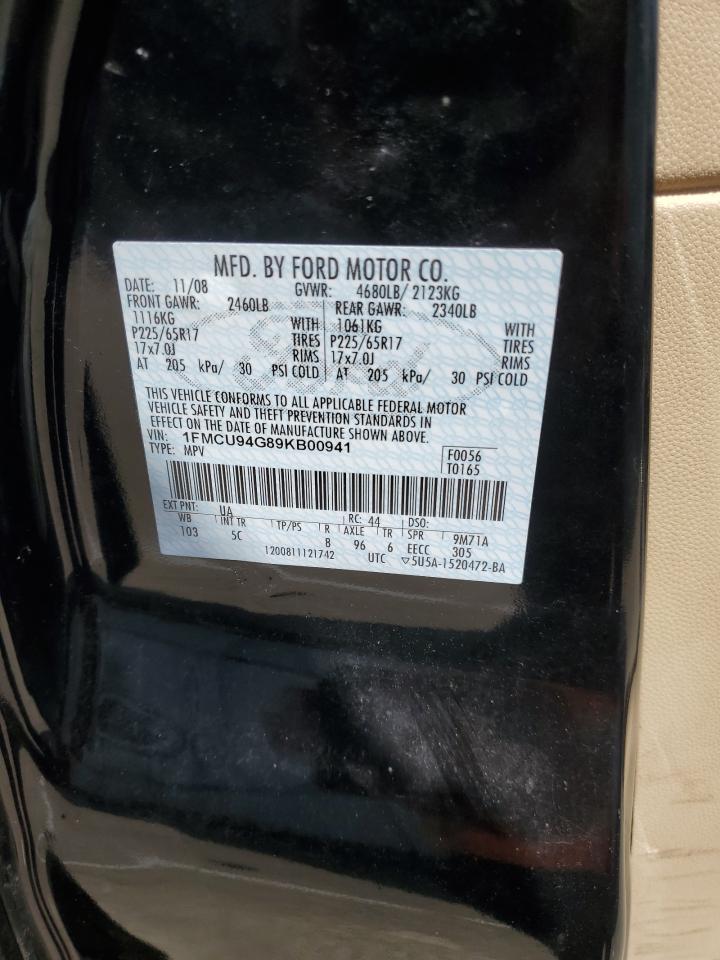 MFD. BY FORD MOTOR CO.
DATE: 11/08 GVWR: 4680LB/ 2123KG
FRONT GAWR: 2460LB REAR GAWR: 2340LB
1116KG WITH 1061KG WITH
P225/65R17 TIRES P225/65R17 TIRES
17x7.0J RIMS 17x7.0J RIMS
AT 205 kPa/ 30 PSI COLD AT 205 kPa/ 30 PSI COLD
THIS VEHICLE CONFORMS TO ALL APPLICABLE FEDERAL MOTOR
VEHICLE SAFETY AND THEFT PREVENTION STANDARDS IN
EFFECT ON THE DATE OF MANUFACTURE SHOWN ABOVE.
VIN: 1FMCU94G89KB00941 F0056
TYPE: MPV T0165
EXT PNT: UA RC: 44 DSO:
WB INT TR TP/PS R AXLE TR SPR 9M71A
103 5C B 96 6 EECC 305
1200811121742 UTC ▽5U5A-1520472-BA